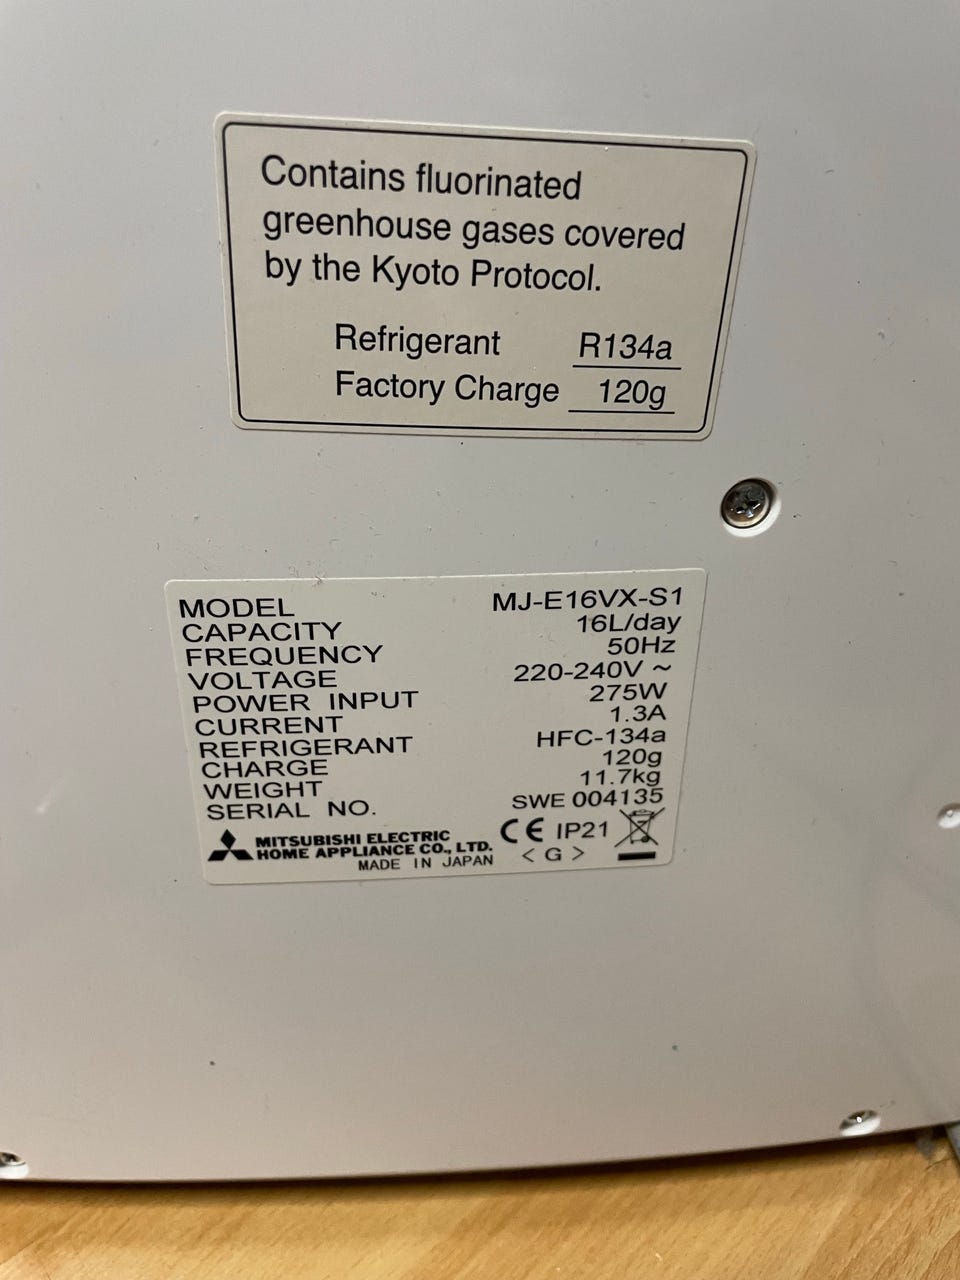 Contains fluorinated
greenhouse gases covered
by the Kyoto Protocol.
Refrigerant R134a
Factory Charge 120g
MODEL MJ-E16VX-S1
CAPACITY 16L/day
FREQUENCY 50Hz
VOLTAGE 220-240V ~
POWER INPUT 275W
CURRENT 1.3A
REFRIGERANT HFC-134a
CHARGE 120g
WEIGHT 11.7kg
SERIAL NO. SWE 004135
MITSUBISHI ELECTRIC
HOME APPLIANCE CO., LTD.
MADE IN JAPAN
CE IP21
< G >